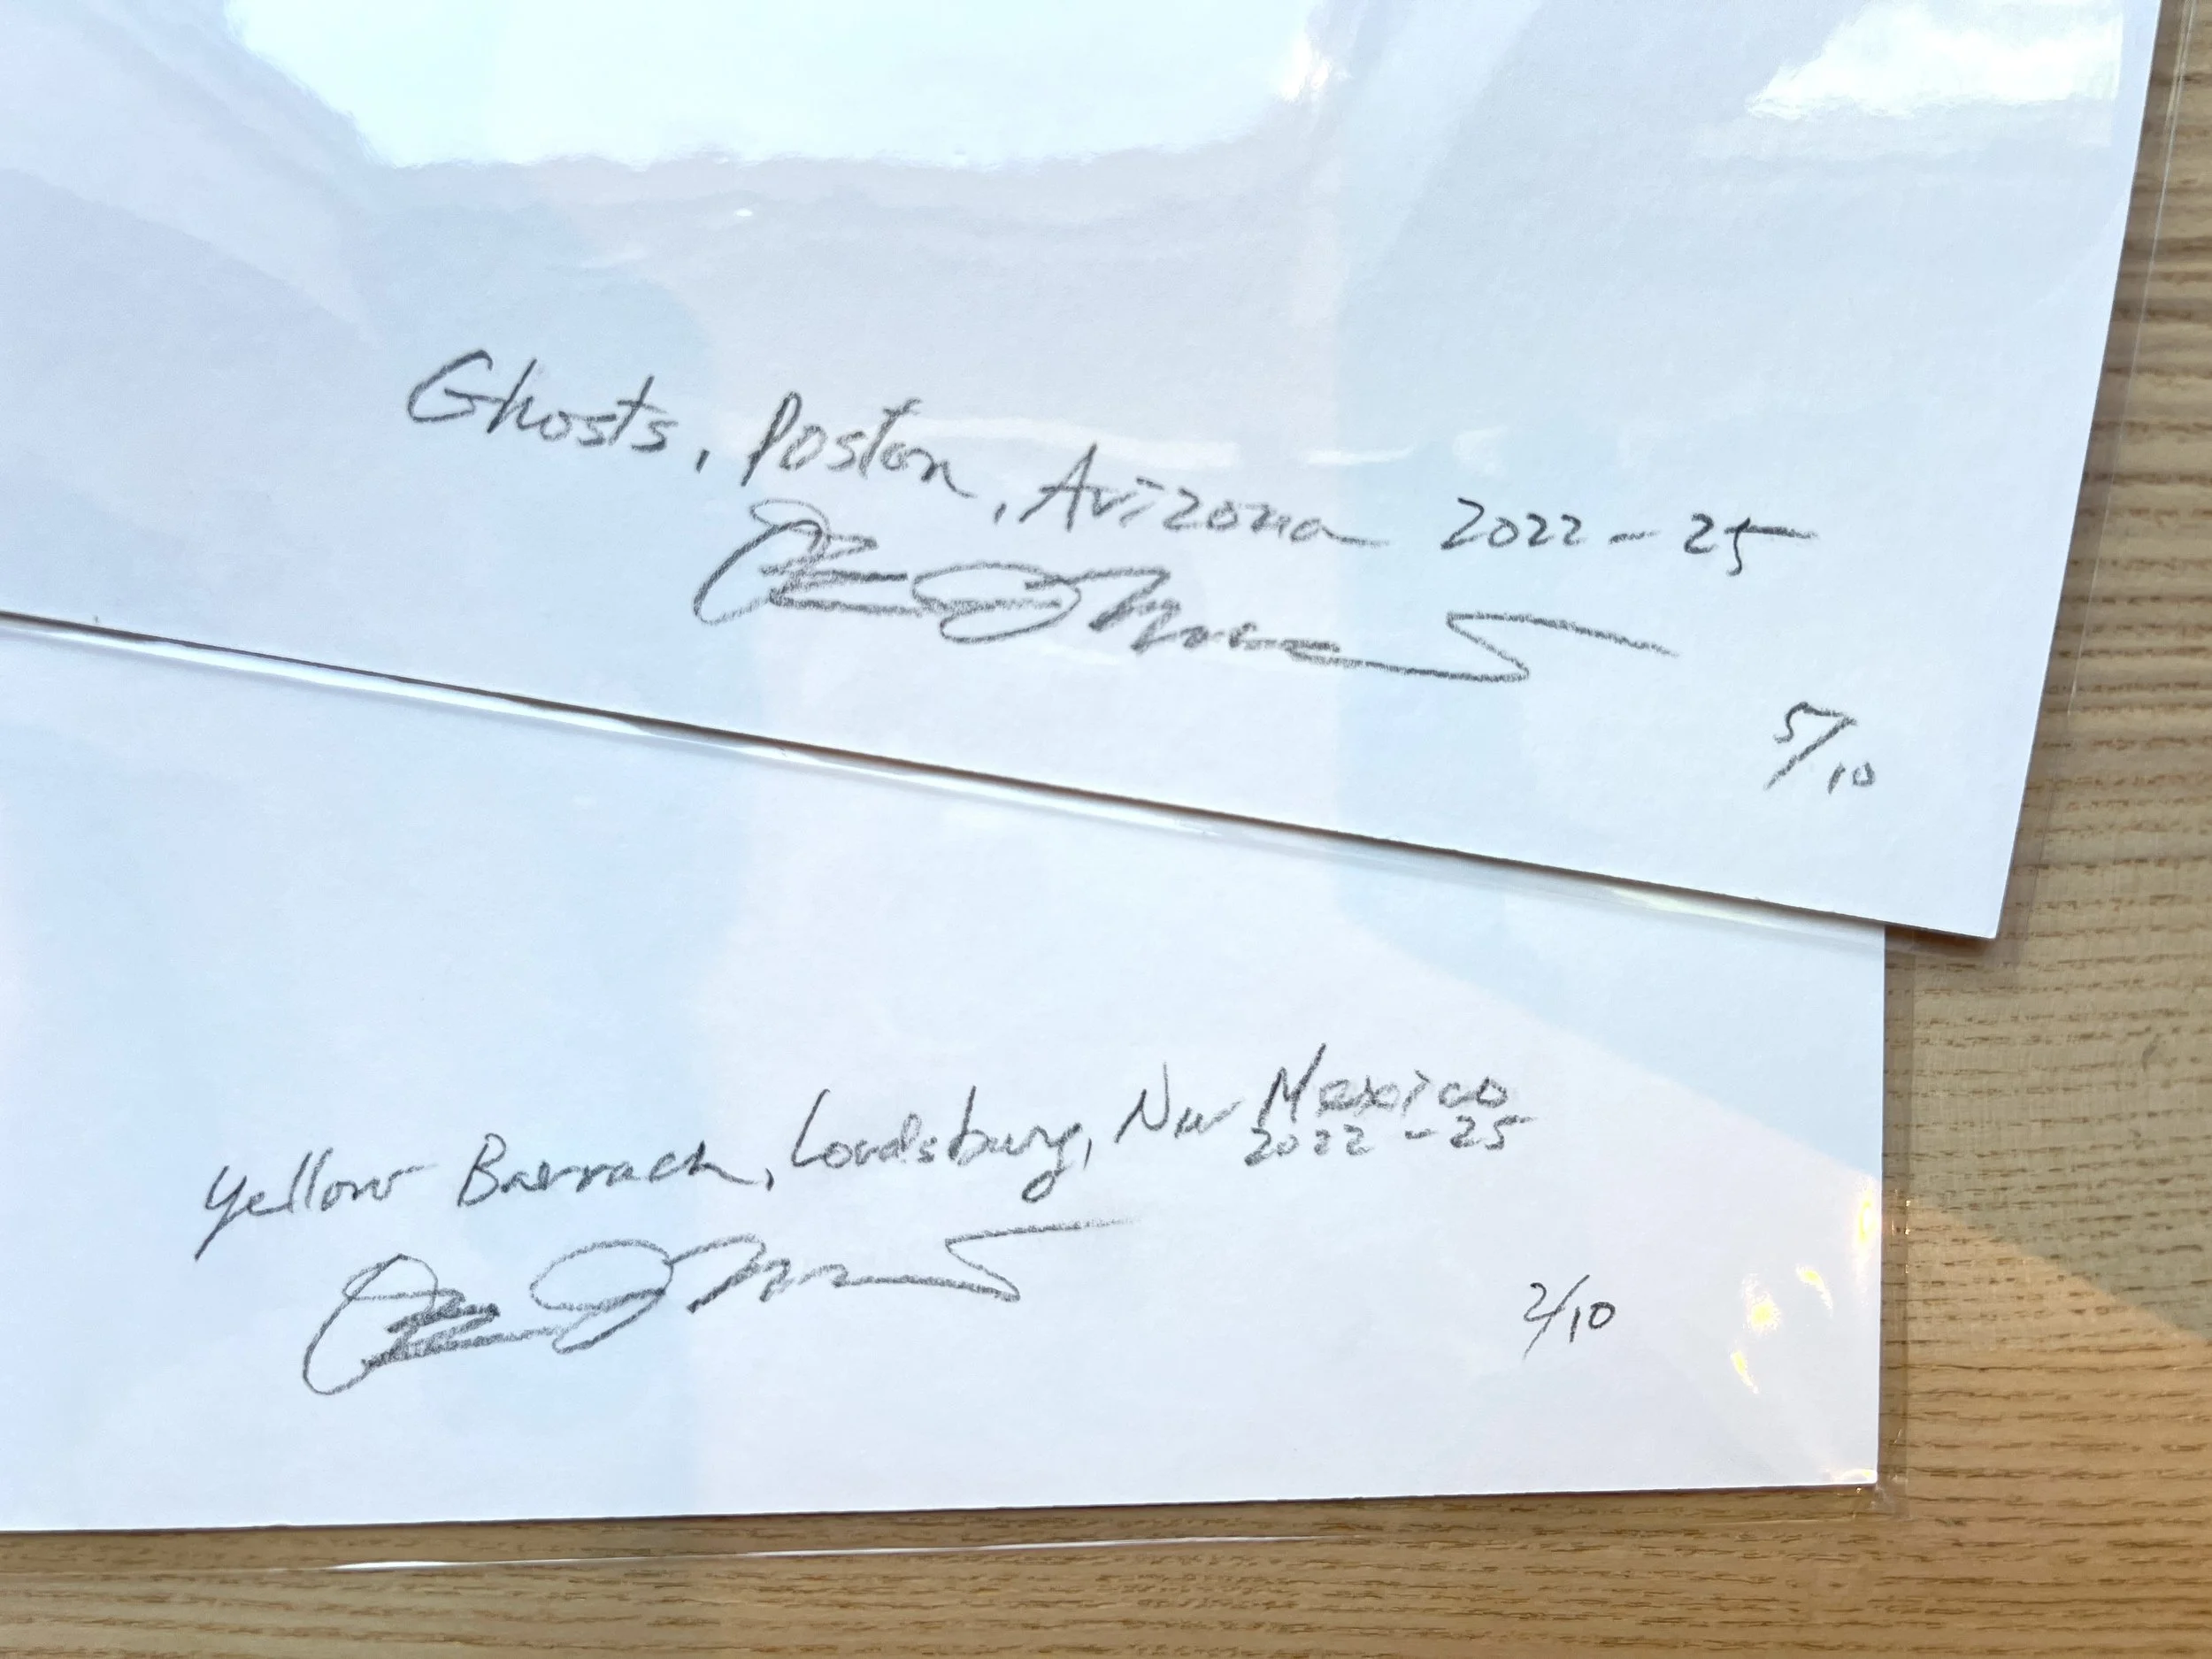 Ghosts, Poston, Arizona 2022-25
5/10
Yellow Barrack, Lordsburg, New Mexico
2022-25
2/10